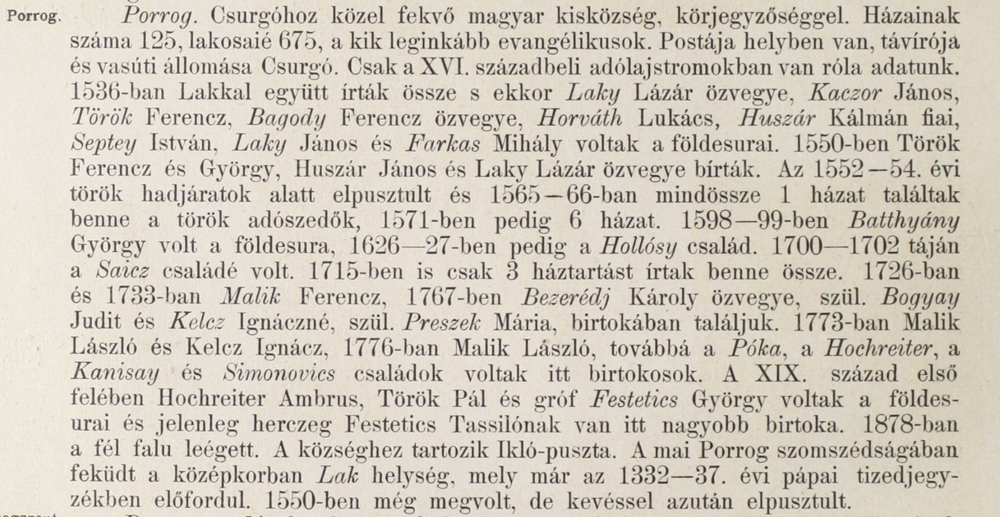 Porrog.
Porrog. Csurgóhoz közel fekvő magyar kisközség, körjegyzőséggel. Házainak
száma 125, lakosaié 675, a kik leginkább evangélikusok. Postája helyben van, távírója
és vasúti állomása Csurgó. Csak a XVI. századbeli adólajstromokban van róla adatunk.
1536-ban Lakkal együtt írták össze s ekkor Laky Lázár özvegye, Kaczor János,
Török Ferencz, Bagody Ferencz özvegye, Horváth Lukács, Huszár Kálmán fiai,
Septey István, Laky János és Farkas Mihály voltak a földesurai. 1550-ben Török
Ferencz és György, Huszár János és Laky Lázár özvegye bírták. Az 1552—54. évi
török hadjáratok alatt elpusztult és 1565—66-ban mindössze 1 házat találtak
benne a török adószedők, 1571-ben pedig 6 házat. 1598—99-ben Batthyány
György volt a földesura, 1626—27-ben pedig a Hollósy család. 1700—1702 táján
a Saicz családé volt. 1715-ben is csak 3 háztartást írtak benne össze. 1726-ban
és 1733-ban Malik Ferencz, 1767-ben Bezerédj Károly özvegye, szül. Bogyay
Judit és Kelcz Ignáczné, szül. Preszek Mária, birtokában találjuk. 1773-ban Malik
László és Kelcz Ignácz, 1776-ban Malik László, továbbá a Póka, a Hochreiter, a
Kanisay és Simonovics családok voltak itt birtokosok. A XIX. század első
felében Hochreiter Ambrus, Török Pál és gróf Festetics György voltak a földes-
urai és jelenleg herczeg Festetics Tassilónak van itt nagyobb birtoka. 1878-ban
a fél falu leégett. A községhez tartozik Ikló-puszta. A mai Porrog szomszédságában
feküdt a középkorban Lak helység, mely már az 1332—37. évi pápai tizedjegy-
zékben előfordul. 1550-ben még megvolt, de kevéssel azután elpusztult.